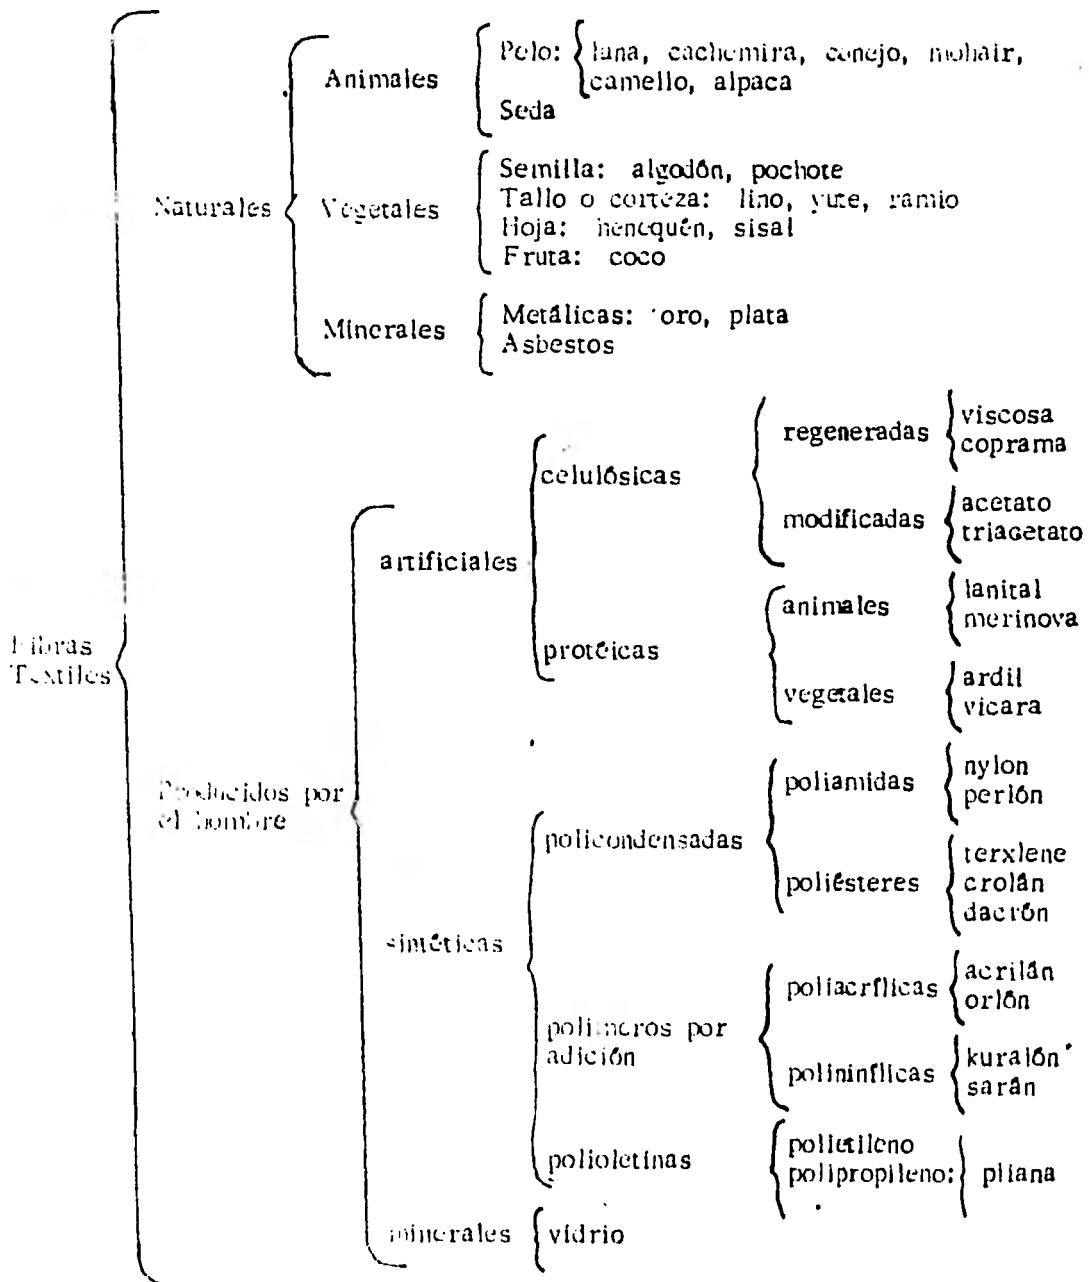 Pelo: lana, cachemira, conejo, mohair,
camello, alpaca
Animales
Seda
Semilla: algodón, pochote
Tallo o corteza: lino, yute, ramio
Naturales Vegetales
Hoja: henequén, sisal
Fruta: coco
Metálicas: oro, plata
Minerales
Asbestos
viscosa
regeneradas
coprama
celulósicas
acetato
modificadas
triacetato
artificiales
lanital
animales
merinova
Fibras
Textiles
protéicas
ardil
vegetales
vicara
nylon
poliamidas
perlón
Producidos por
el hombre
policondensadas
terxlene
poliésteres
crolán
dacrón
sintéticas
acrilán
poliacrílicas
orlón
polímeros por
adición
kuralón
polininílicas
sarán
polietileno
polioletinas
polipropileno: pliana
minerales vidrio